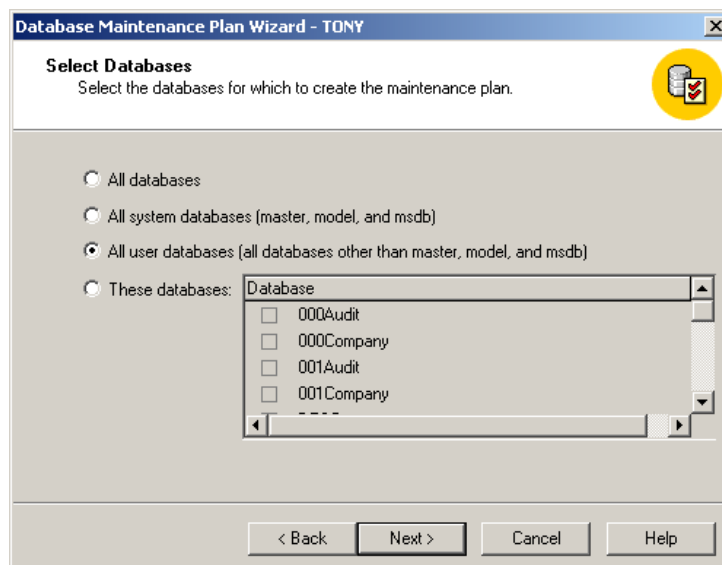 Database Maintenance Plan Wizard - TONY
Select Databases
Select the databases for which to create the maintenance plan.
All databases
All system databases (master, model, and msdb)
All user databases (all databases other than master, model, and msdb)
These databases:
Database
000Audit
000Company
001Audit
001Company
< Back
Next >
Cancel
Help